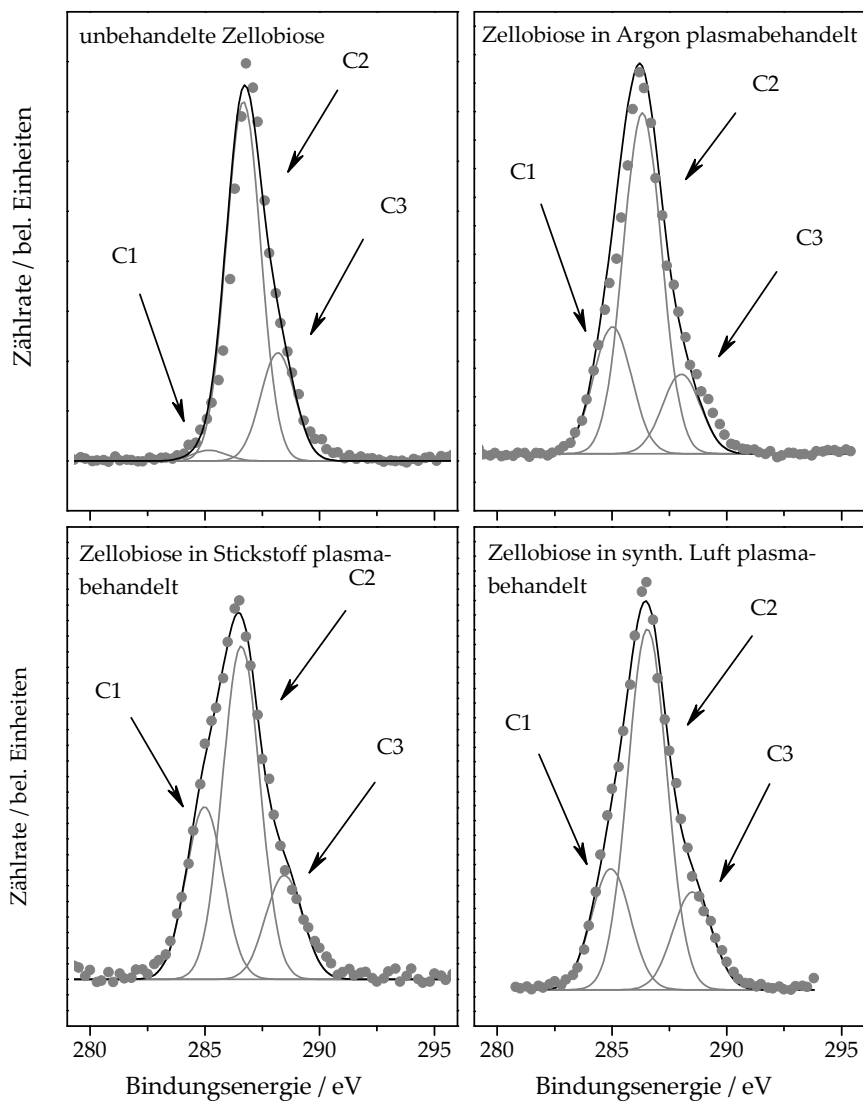 unbehandelte Zellobiose
C2
C3
C1
Zählrate / bel. Einheiten
Zellobiose in Argon plasmabehandelt
C2
C1
C3
Zellobiose in Stickstoff plasma-
behandelt
C2
C1
C3
Zählrate / bel. Einheiten
280 285 290 295
Bindungsenergie / eV
Zellobiose in synth. Luft plasma-
behandelt
C2
C1
C3
280 285 290 295
Bindungsenergie / eV